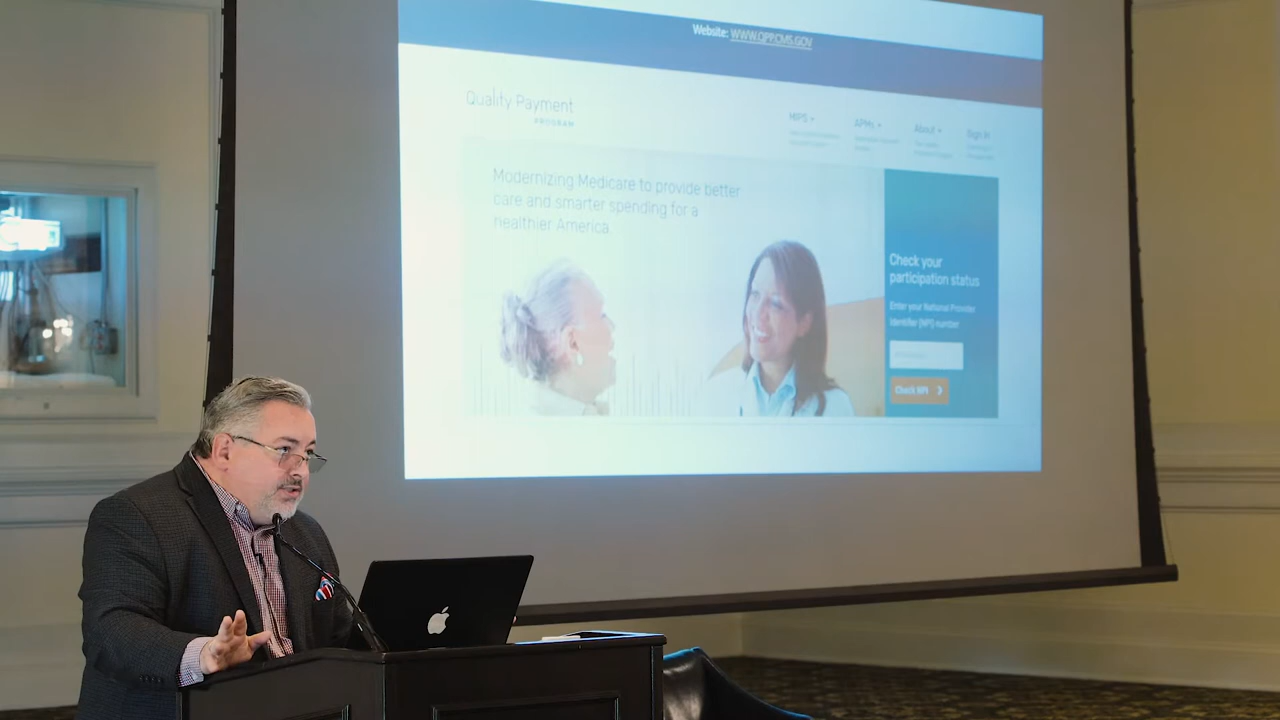 Website: WWW.QPP.CMS.GOV
Quality Payment
PROGRAM
MIPS
APMs
About
Sign In
Modernizing Medicare to provide better
care and smarter spending for a
healthier America.
Check your
participation status
Enter your National Provider
Identifier (NPI) number
Check NPI